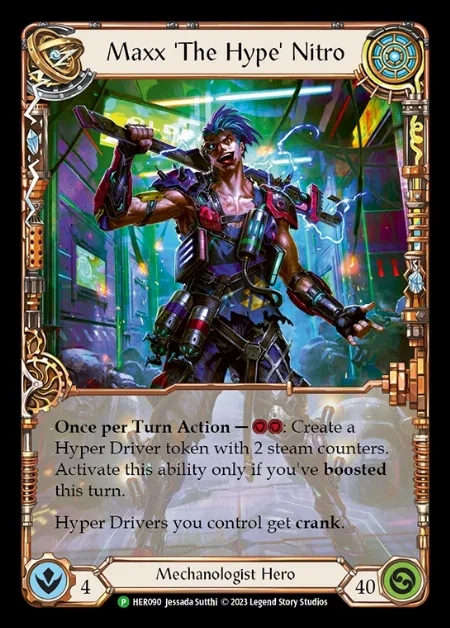 Maxx 'The Hype' Nitro
Once per Turn Action — : Create a
Hyper Driver token with 2 steam counters.
Activate this ability only if you've boosted
this turn.
Hyper Drivers you control get crank.
4
Mechanologist Hero
40
P HER090 Jessada Sutthi © 2023 Legend Story Studios